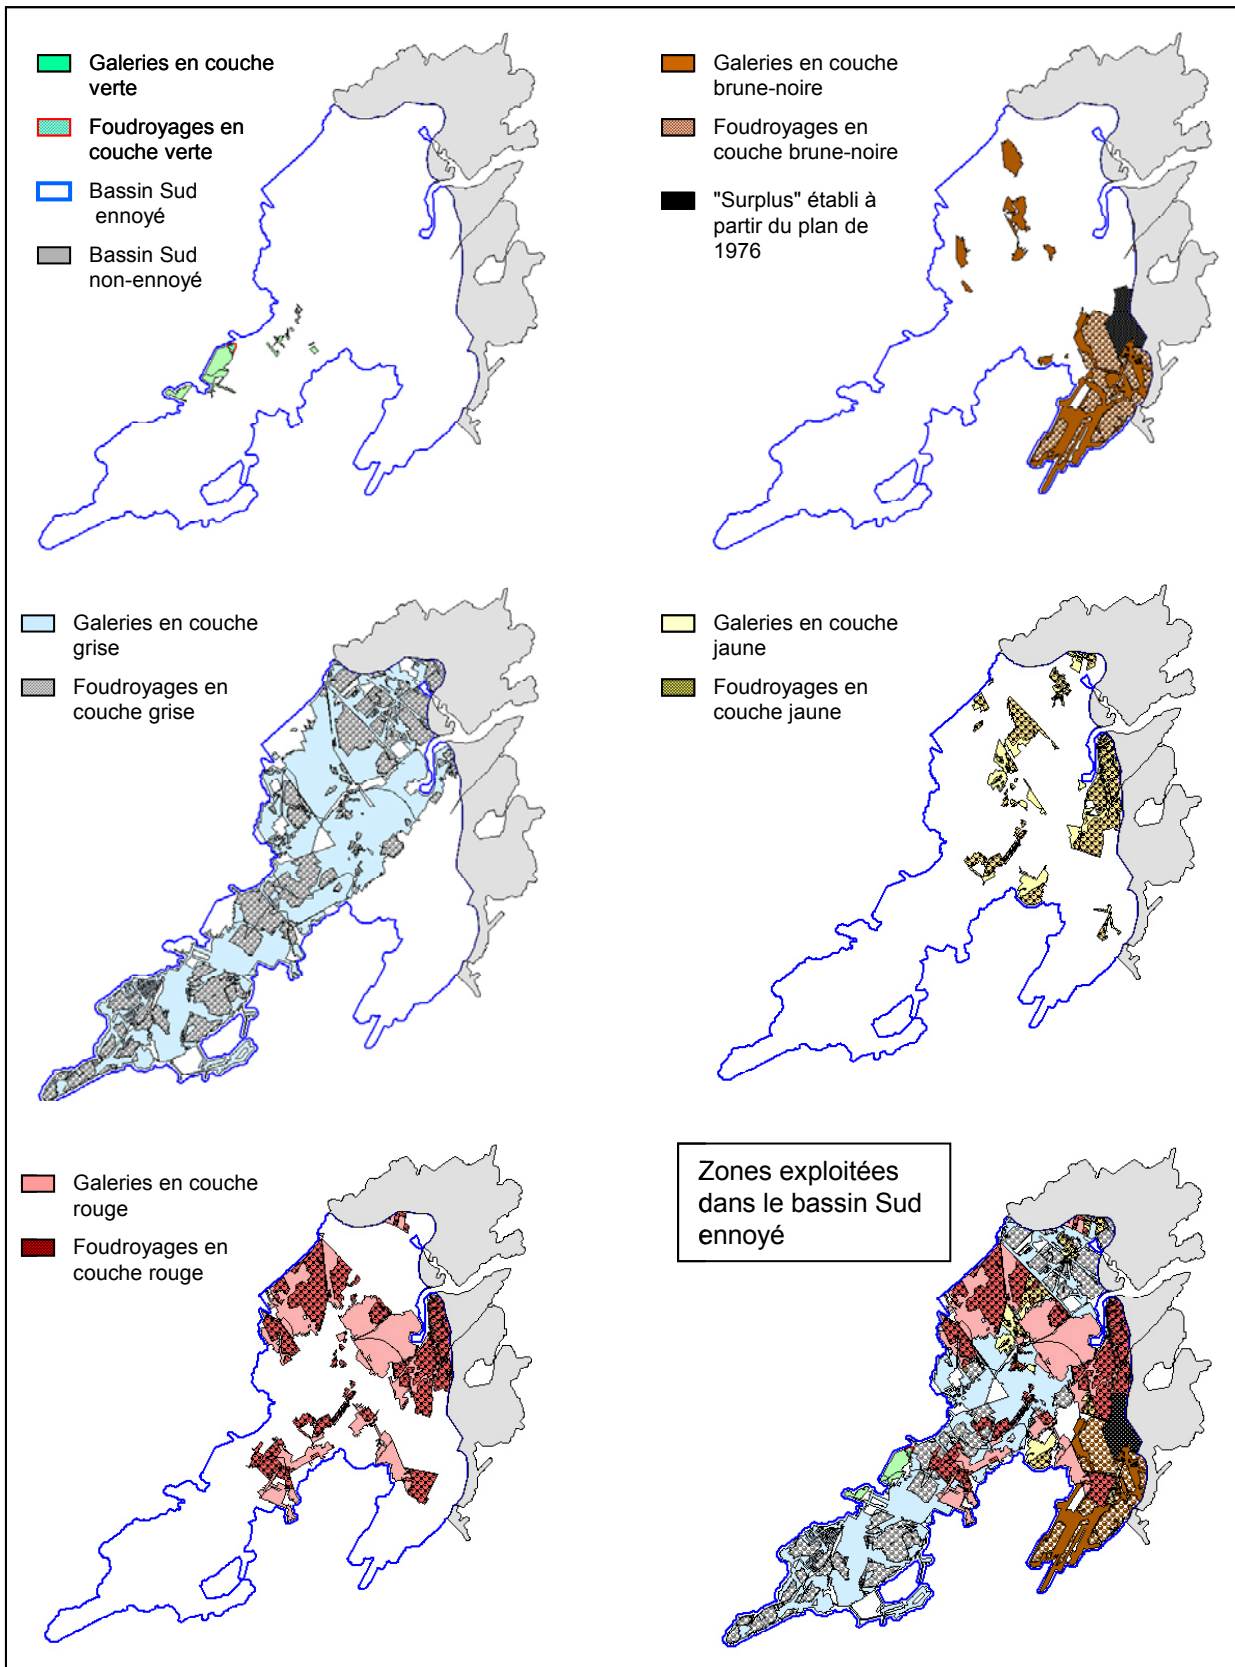 Galeries en couche
verte
Foudroyages en
couche verte
Bassin Sud
ennoyé
Bassin Sud
non-ennoyé
Galeries en couche
brune-noire
Foudroyages en
couche brune-noire
"Surplus" établi à
partir du plan de
1976
Galeries en couche
grise
Foudroyages en
couche grise
Galeries en couche
jaune
Foudroyages en
couche jaune
Galeries en couche
rouge
Foudroyages en
couche rouge
Zones exploitées
dans le bassin Sud
ennoyé